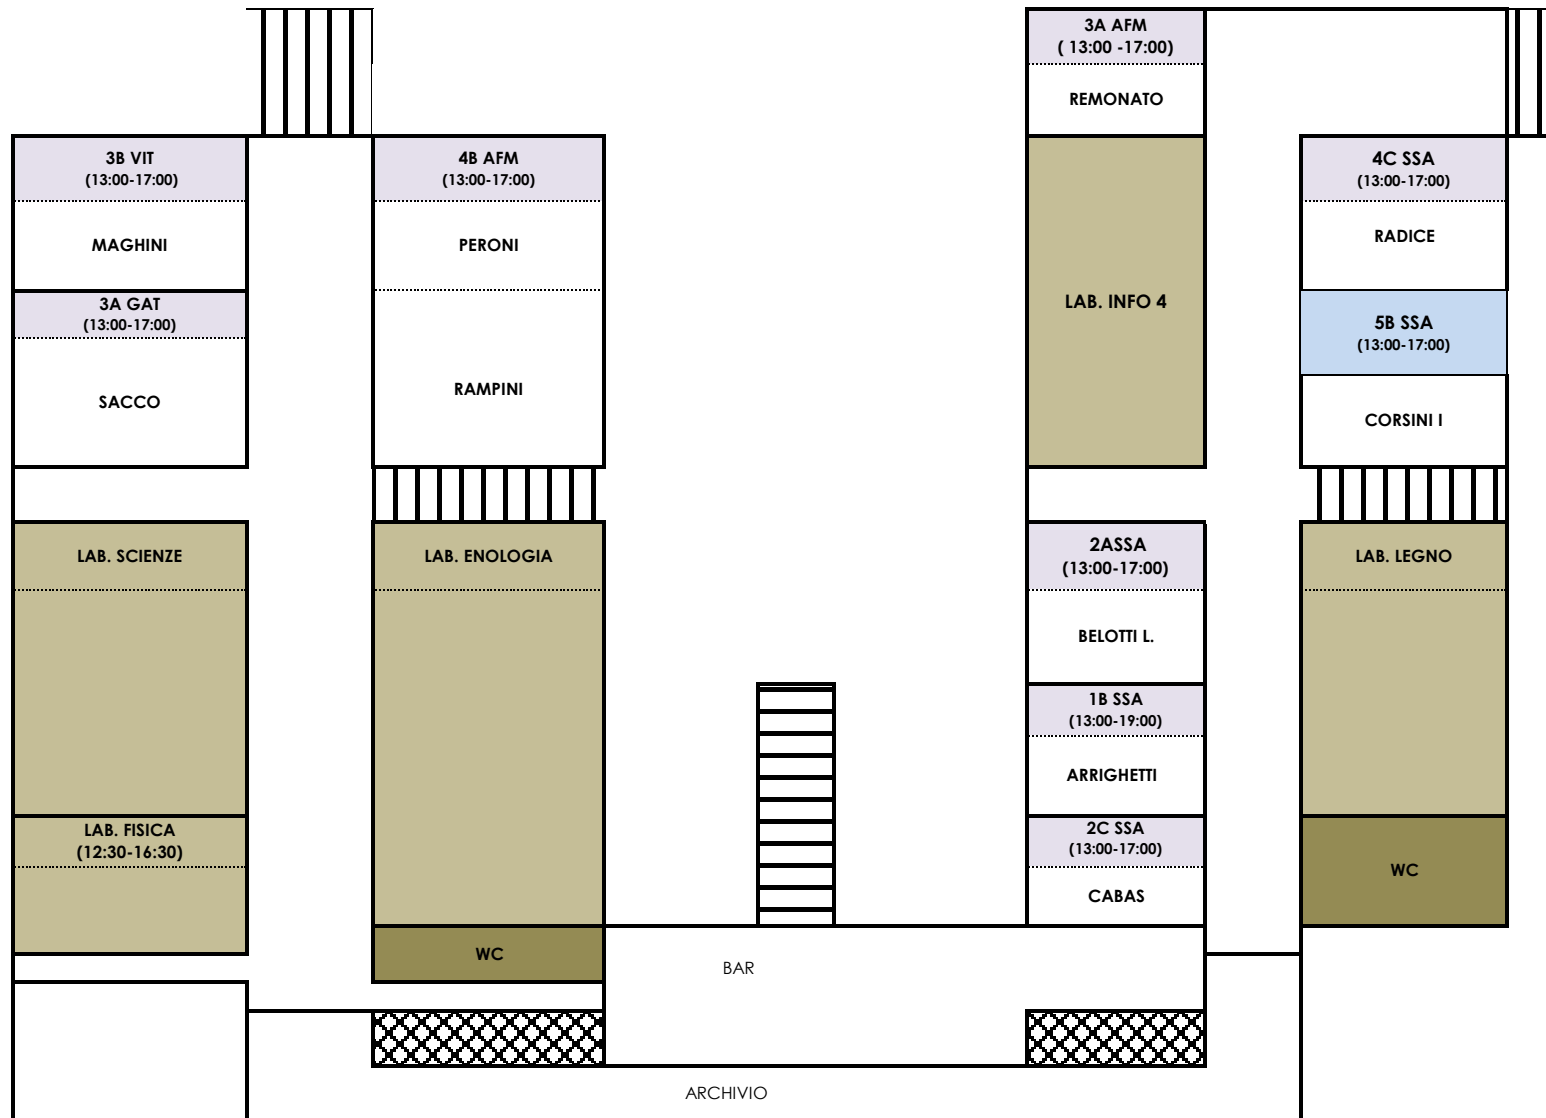 3A AFM
( 13:00 -17:00)
REMONATO
3B VIT
(13:00-17:00)
MAGHINI
3A GAT
(13:00-17:00)
SACCO
4B AFM
(13:00-17:00)
PERONI
RAMPINI
LAB. INFO 4
4C SSA
(13:00-17:00)
RADICE
5B SSA
(13:00-17:00)
CORSINI I
LAB. SCIENZE
LAB. FISICA
(12:30-16:30)
LAB. ENOLOGIA
WC
2ASSA
(13:00-17:00)
BELOTTI L.
1B SSA
(13:00-19:00)
ARRIGHETTI
2C SSA
(13:00-17:00)
CABAS
LAB. LEGNO
WC
BAR
ARCHIVIO